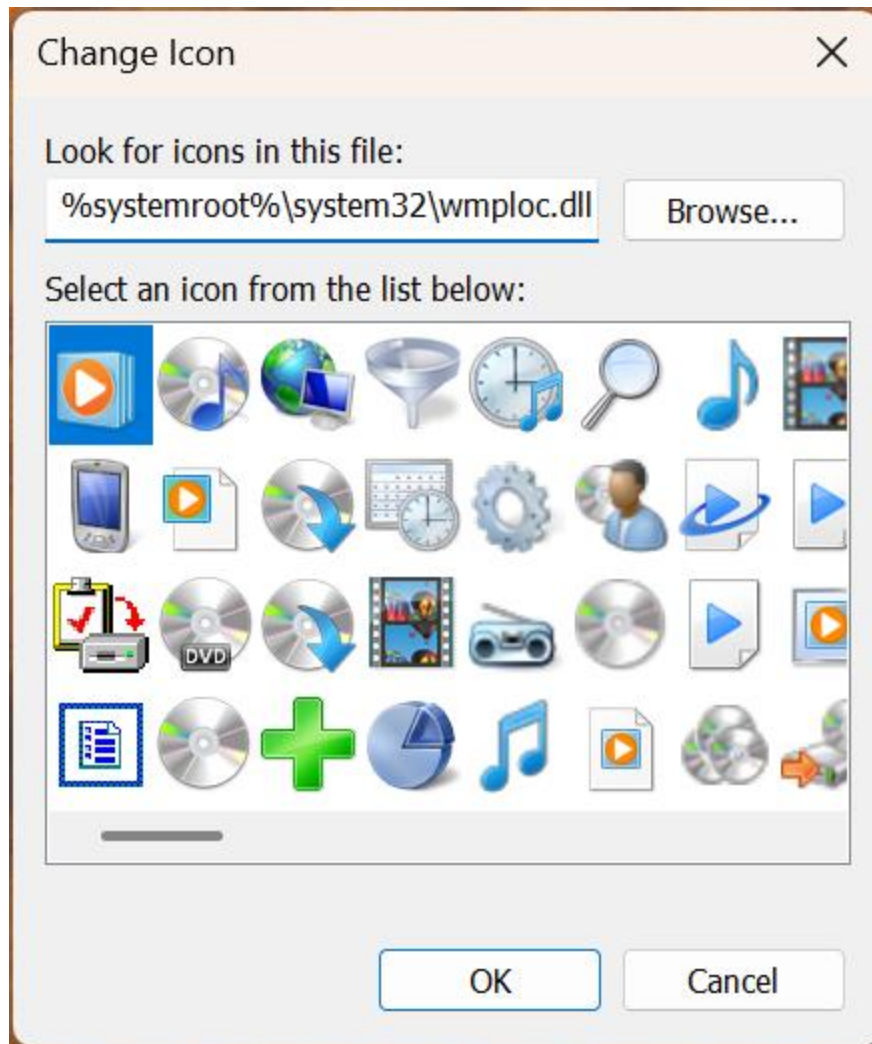 Change Icon
Look for icons in this file:
%systemroot%\system32\wmploc.dll
Browse...
Select an icon from the list below:
DVD
OK
Cancel